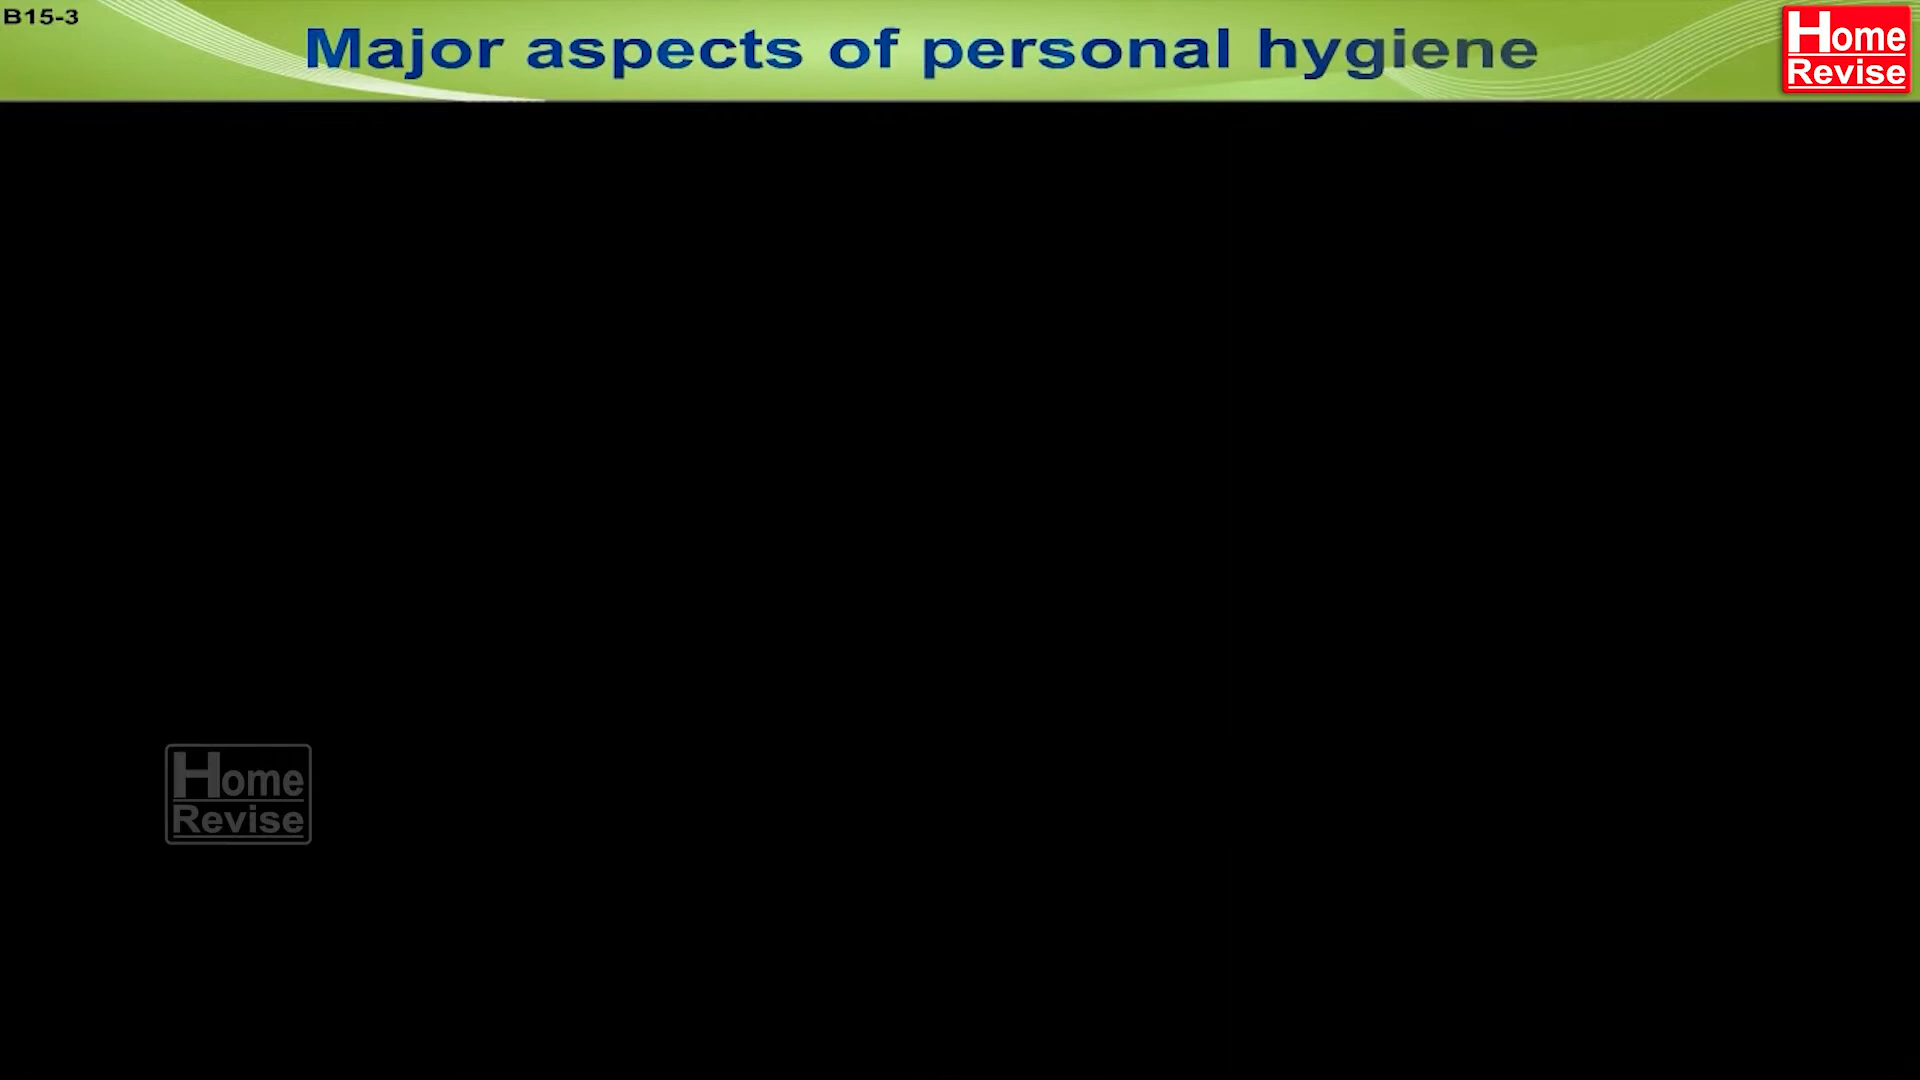 B15-3
Major aspects of personal hygiene
Home
Revise
Home
Revise